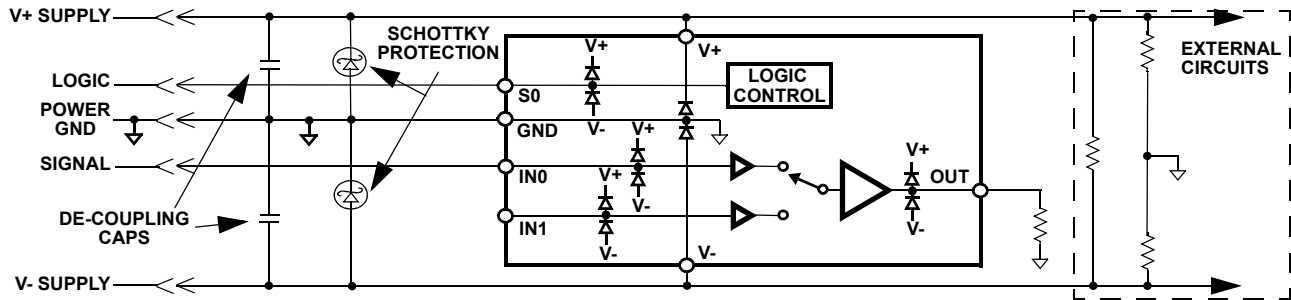 V+ SUPPLY
LOGIC
POWER
GND
SIGNAL
DE-COUPLING
CAPS
V- SUPPLY
SCHOTTKY
PROTECTION
V+
V+
S0
LOGIC
CONTROL
V-
GND
V+
IN0
V-
V+
IN1
V-
V+
OUT
V-
V-
EXTERNAL
CIRCUITS